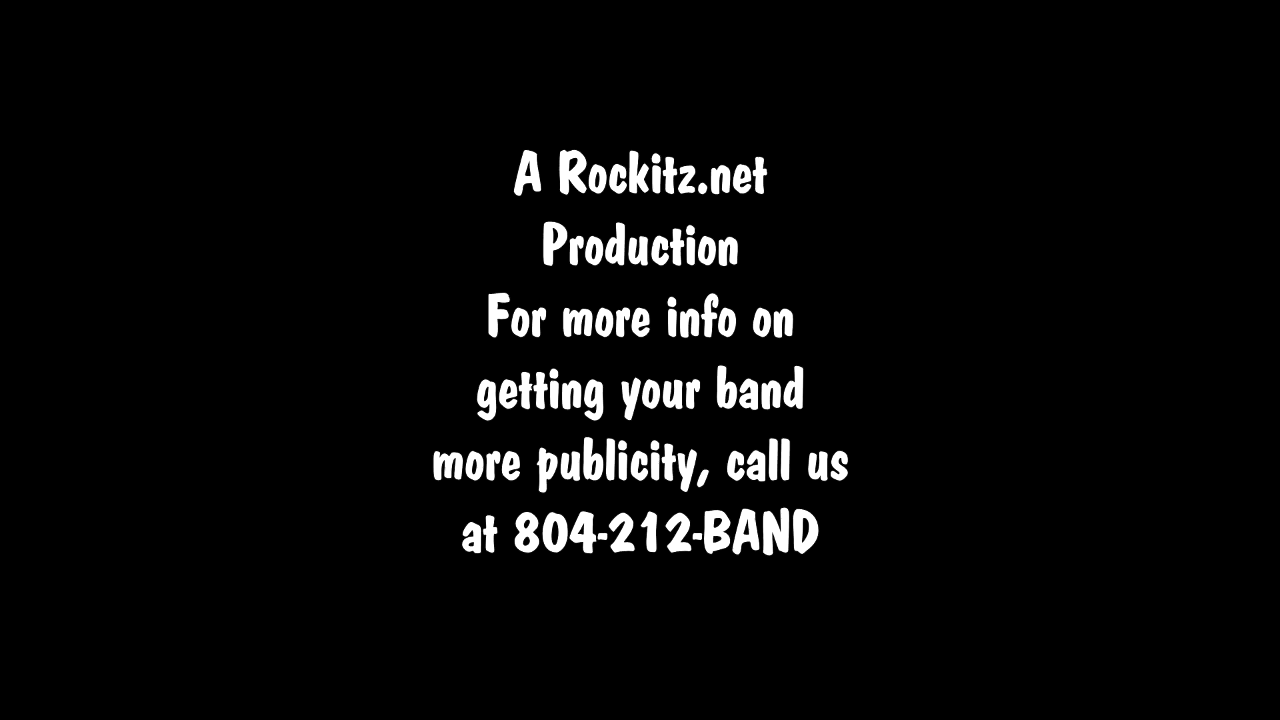 A Rockitz.net
Production
For more info on
getting your band
more publicity, call us
at 804-212-BAND